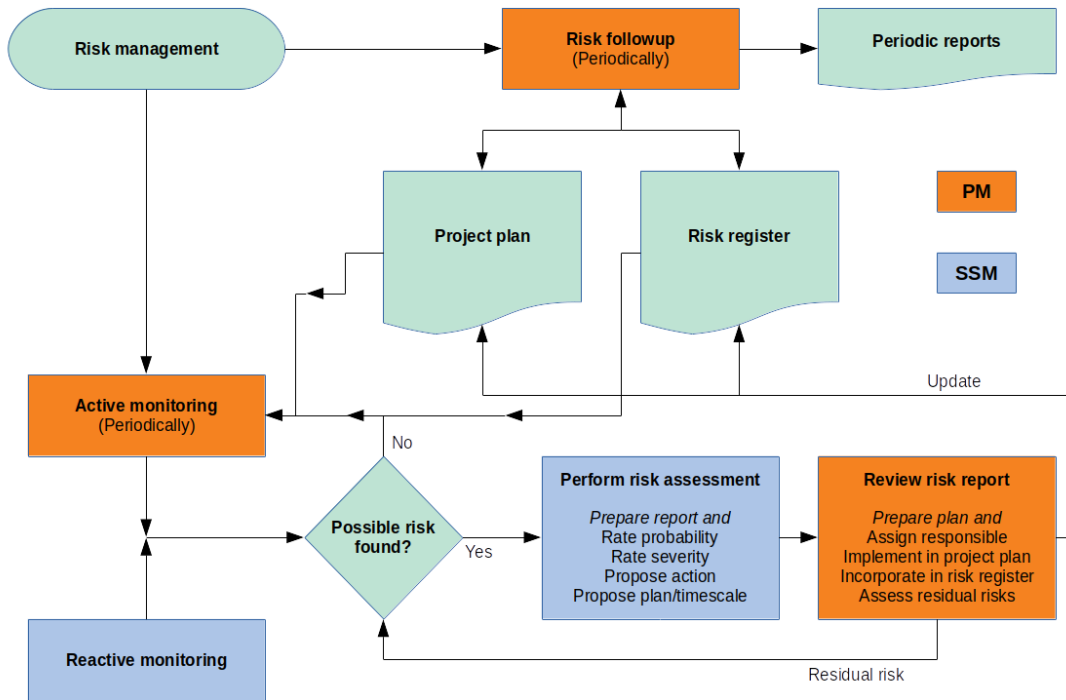 Risk management
Risk followup
(Periodically)
Periodic reports
Project plan
Risk register
PM
SSM
Update
Active monitoring
(Periodically)
No
Possible risk
found?
Yes
Perform risk assessment
Prepare report and
Rate probability
Rate severity
Propose action
Propose plan/timescale
Review risk report
Prepare plan and
Assign responsible
Implement in project plan
Incorporate in risk register
Assess residual risks
Reactive monitoring
Residual risk